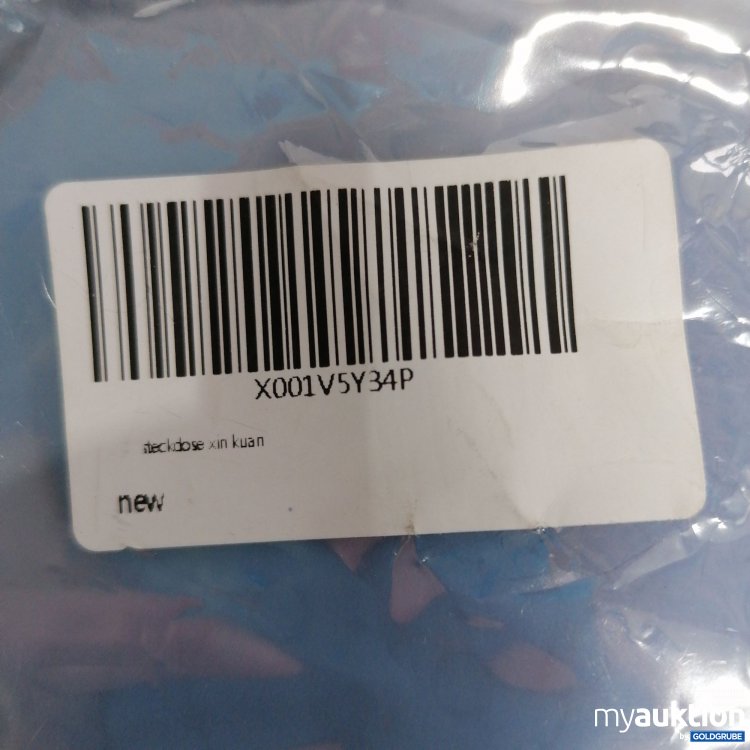 X001V5Y34P
steckdose xin kuan
new
myauktion
by GOLDGRUBE